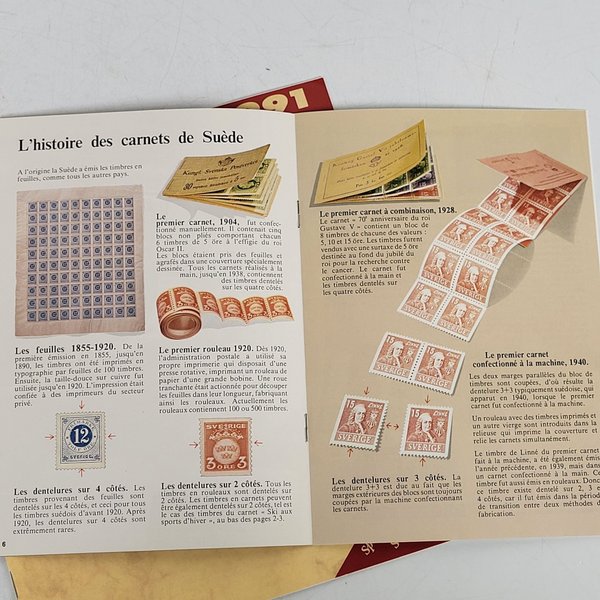 1991
L'histoire des carnets de Suède
A l'origine la Suède a émis les timbres en
feuilles, comme tous les autres pays.
Kungl. Svenska Postverket
Le
premier carnet, 1904, fut confec-
tionné manuellement. Il contenait cinq
blocs non pliés comportant chacun
6 timbres de 5 öre à l'effigie du roi
Oscar II.
Les blocs étaient pris des feuilles et
agrafés dans une couverture spécialement
dessinée. Tous les carnets réalisés à la
main, jusqu'en 1938, contiennent
des timbres dentelés
sur les quatre côtés.
Les feuilles 1855-1920. De la
première émission en 1855, jusqu'en
1890, les timbres ont été imprimés en
typographie par feuilles de 100 timbres.
Ensuite, la taille-douce sur cuivre fut
utilisée jusqu'en 1920. L'impression était
confiée à des imprimeurs du secteur
privé.
Le premier rouleau 1920. Dès 1920,
l'administration postale a utilisé sa
propre imprimerie qui disposait d'une
presse rotative, imprimant un rouleau de
papier d'une grande bobine. Une roue
tranchante était actionnée pour découper
les feuilles dans leur longueur, fabriquant
ainsi les rouleaux. Actuellement les
rouleaux contiennent 100 ou 500 timbres.
12
SVERIGE
3 ÖRE 3
Les dentelures sur 4 côtés. Les
timbres provenant des feuilles sont
dentelés sur les 4 côtés, et ceci pour tous
les timbres suédois d'avant 1920. Après
1920, les dentelures sur 4 côtés sont
extrêmement rares.
Les dentelures sur 2 côtés. Tous les
timbres en rouleaux sont dentelés sur
deux côtés. Les timbres en carnets peuvent
être également dentelés sur 2 côtés, tel est
le cas des timbres du carnet « Ski aux
sports d'hiver », au bas des pages 2-3.
6
Le premier carnet à combinaison, 1928.
Le carnet « 70e anniversaire du roi
Gustave V » contient un bloc de
8 timbres de chacune des valeurs :
5, 10 et 15 öre. Les timbres furent
vendus avec une surtaxe de 5 öre
destinée au fond du jubilé du
roi pour la recherche contre
le cancer. Le carnet fut
confectionné à la main
et les timbres dentelés sur
les quatre côtés.
15
15
15 LINNÉ
SVERIGE
15 LINNÉ
SVERIGE
Les dentelures sur 3 côtés. La
dentelure 3+3 est due au fait que les
marges extérieures des blocs sont toujours
coupées par la machine confectionnant
les carnets.
Le premier carnet
confectionné à la machine, 1940.
Les deux marges parallèles du bloc de
timbres sont coupées, d'où résulte la
dentelure 3+3 typiquement suédoise, qui
apparut en 1940, lorsque le premier
carnet fut confectionné à la machine.
Un rouleau avec des timbres imprimés et
un autre vierge sont introduits dans la
relieuse qui imprime la couverture et
relie les carnets simultanément.
Le timbre de Linné du premier carnet
fait à la machine, a été également émis
l'année précédente, en 1939, mais dans
un carnet confectionné à la main. Ce
timbre fut aussi émis en rouleaux. Donc
ce timbre existe dentelé sur 2, 3 et
4 côtés, car il fut émis dans la période
de transition entre deux méthodes de
fabrication.